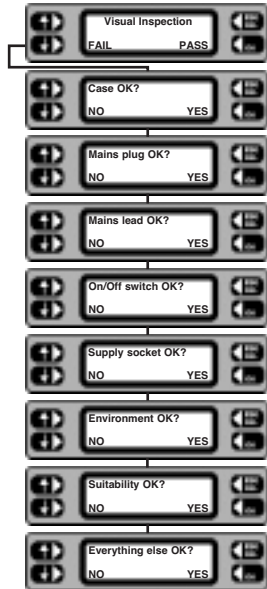 Visual Inspection
FAIL PASS
Case OK?
NO YES
Mains plug OK?
NO YES
Mains lead OK?
NO YES
On/Off switch OK?
NO YES
Supply socket OK?
NO YES
Environment OK?
NO YES
Suitability OK?
NO YES
Everything else OK?
NO YES